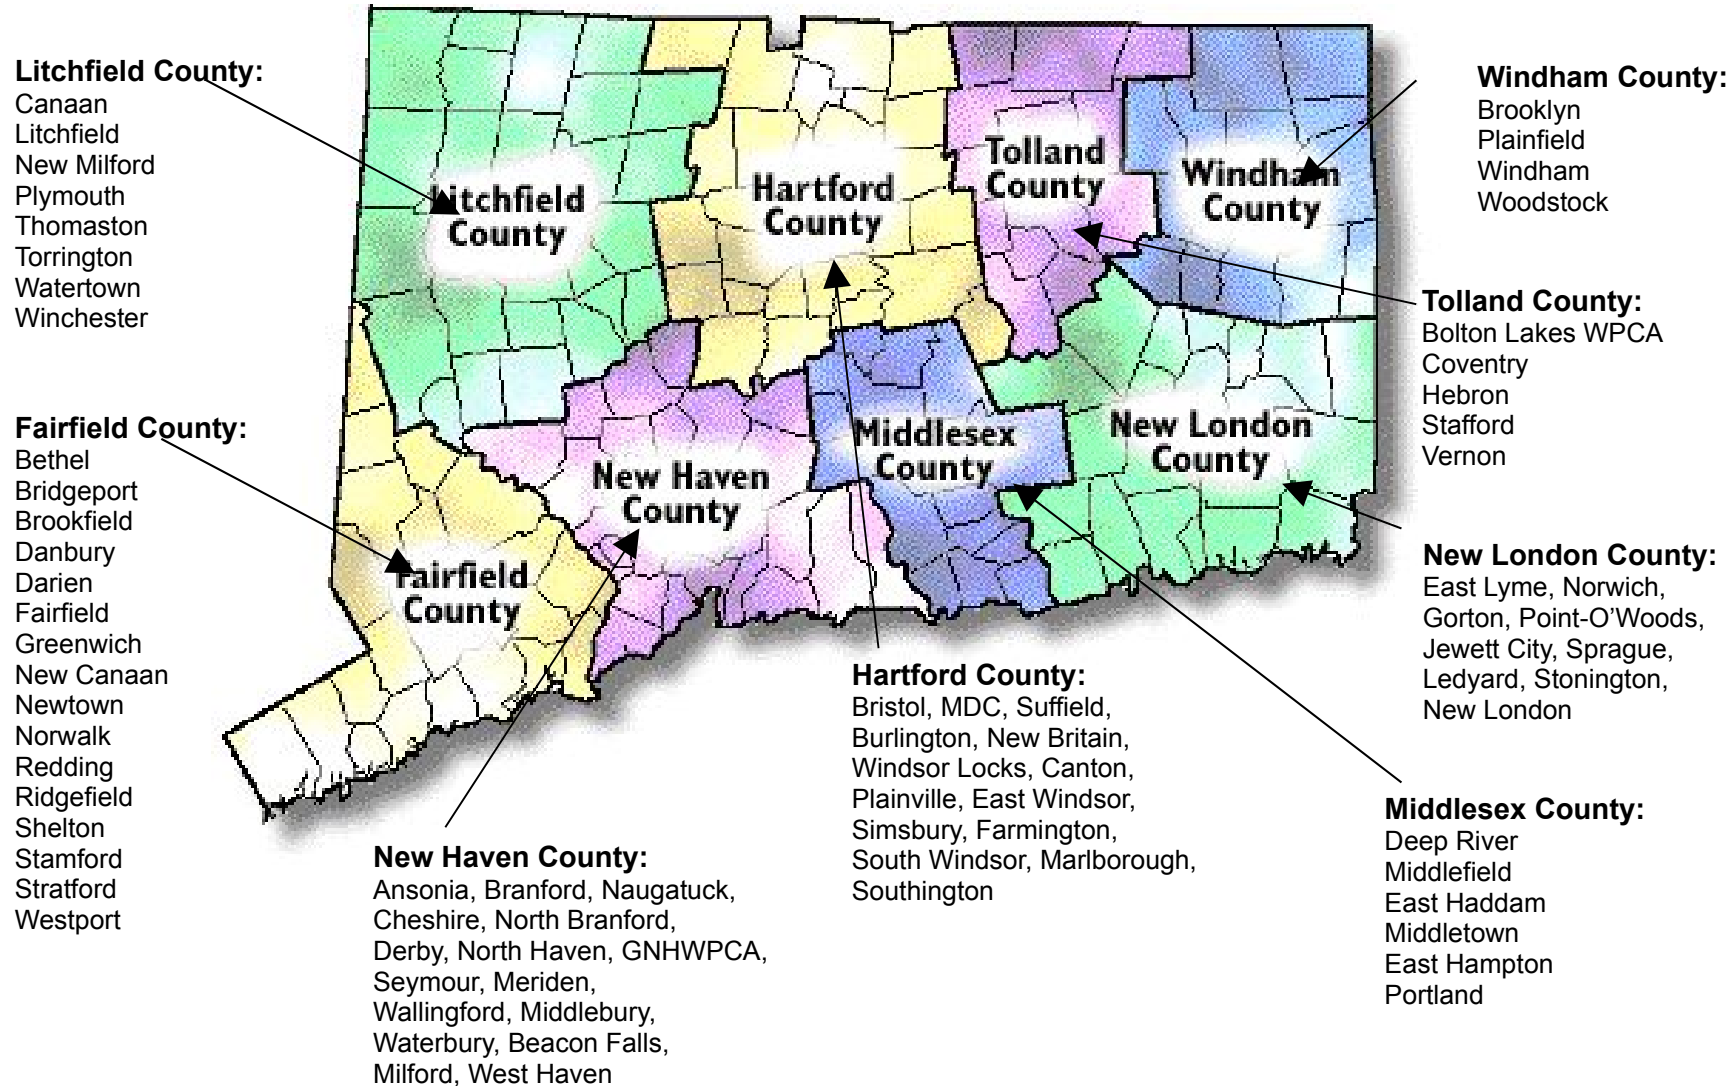 Litchfield County:
Canaan
Litchfield
New Milford
Plymouth
Thomaston
Torrington
Watertown
Winchester
Fairfield County:
Bethel
Bridgeport
Brookfield
Danbury
Darien
Fairfield
Greenwich
New Canaan
Newtown
Norwalk
Redding
Ridgefield
Shelton
Stamford
Stratford
Westport
Litchfield
County
Hartford
County
Tolland
County
Windham
County
Middlesex
County
New London
County
New Haven
County
Fairfield
County
Windham County:
Brooklyn
Plainfield
Windham
Woodstock
Tolland County:
Bolton Lakes WPCA
Coventry
Hebron
Stafford
Vernon
New London County:
East Lyme, Norwich,
Gorton, Point-O’Woods,
Jewett City, Sprague,
Ledyard, Stonington,
New London
Hartford County:
Bristol, MDC, Suffield,
Burlington, New Britain,
Windsor Locks, Canton,
Plainville, East Windsor,
Simsbury, Farmington,
South Windsor, Marlborough,
Southington
Middlesex County:
Deep River
Middlefield
East Haddam
Middletown
East Hampton
Portland
New Haven County:
Ansonia, Branford, Naugatuck,
Cheshire, North Branford,
Derby, North Haven, GNHWPCA,
Seymour, Meriden,
Wallingford, Middlebury,
Waterbury, Beacon Falls,
Milford, West Haven